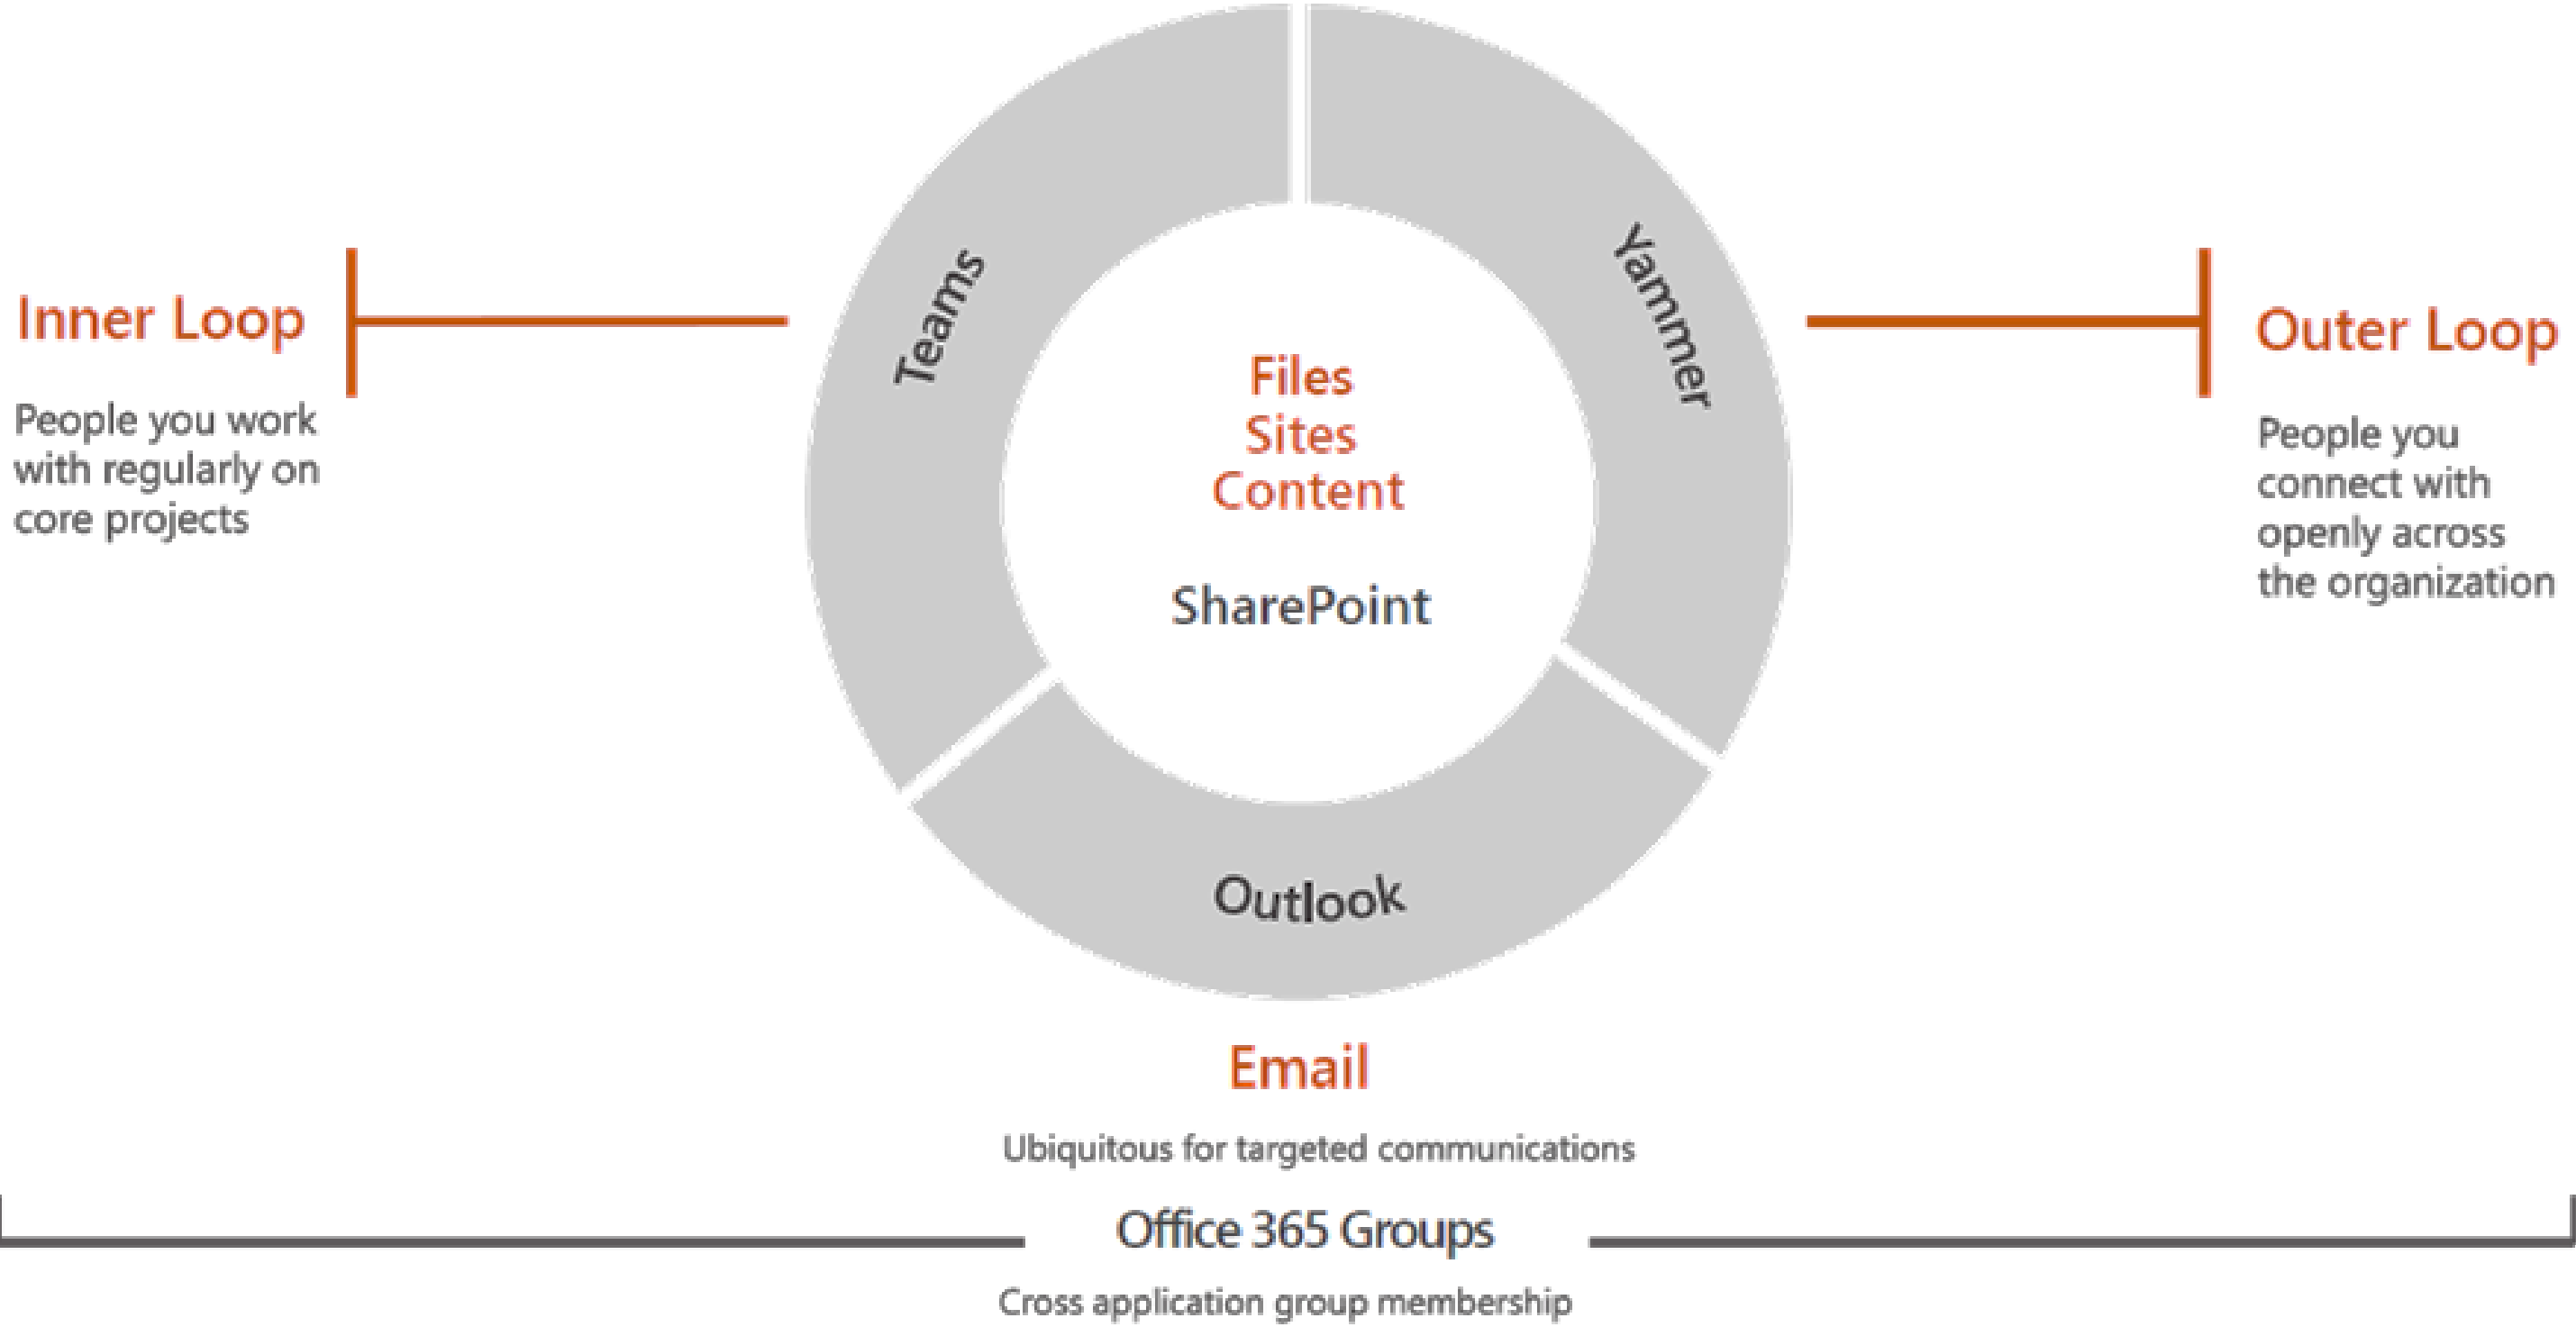 Inner Loop
People you work
with regularly on
core projects
Teams
Yammer
Files
Sites
Content
SharePoint
Outlook
Outer Loop
People you
connect with
openly across
the organization
Email
Ubiquitous for targeted communications
Office 365 Groups
Cross application group membership